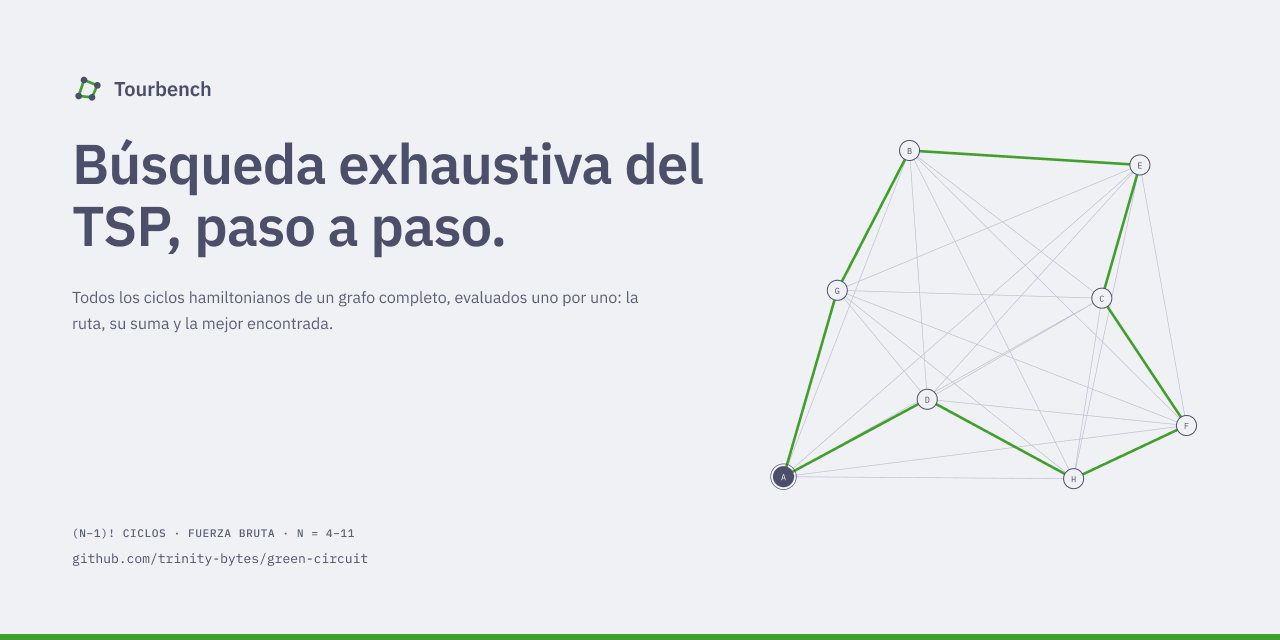 Tourbench
Búsqueda exhaustiva del
TSP, paso a paso.
Todos los ciclos hamiltonianos de un grafo completo, evaluados uno por uno: la
ruta, su suma y la mejor encontrada.
B
E
G
C
D
F
A
H
(N−1)! CICLOS · FUERZA BRUTA · N = 4–11
github.com/trinity-bytes/green-circuit